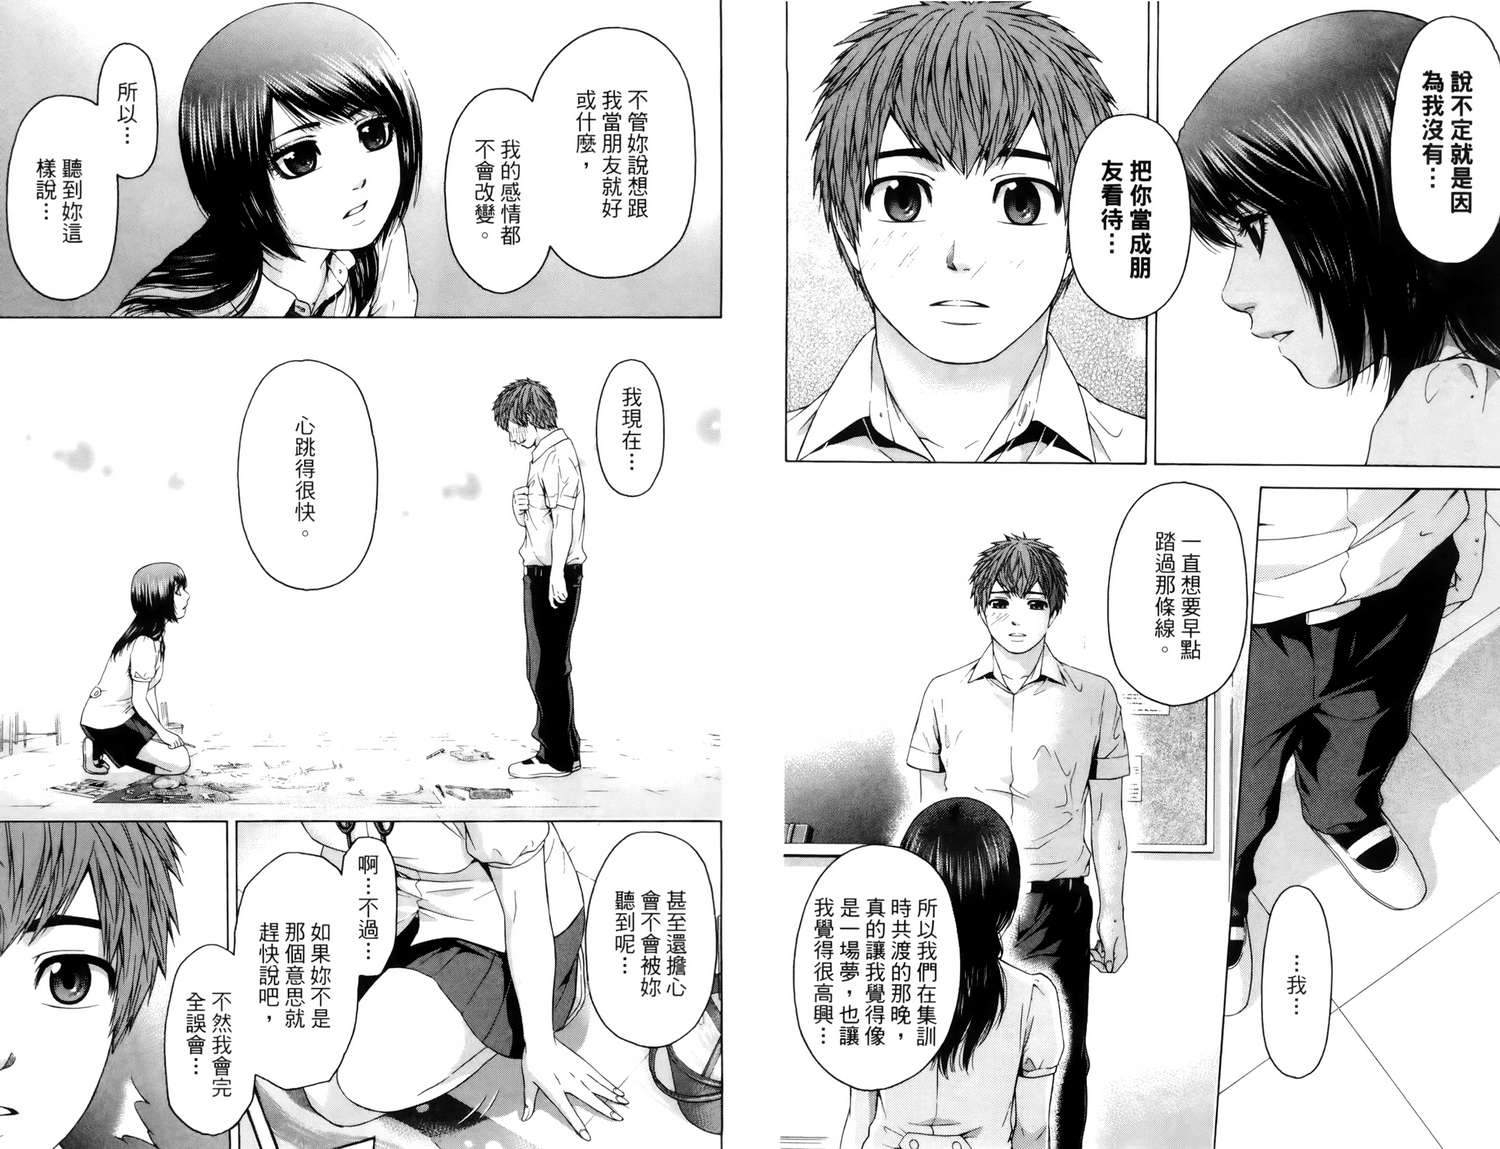 說不定就是因
為我沒有…
把你當成朋
友看待…
…我…
一直想要早點
踏過那條線。
所以我們在集訓
時共渡的那晚，
真的讓我覺得像
是一場夢，也讓
我覺得很高興…
不管妳說想跟
我當朋友就好
或什麼，
我的感情都
不會改變。
所以…
聽到妳這
樣說…
我現在…
心跳得很快。
甚至還擔心
會不會被妳
聽到呢…
啊…不過…
如果妳不是
那個意思就
趕快說吧，
不然我會完
全誤會…